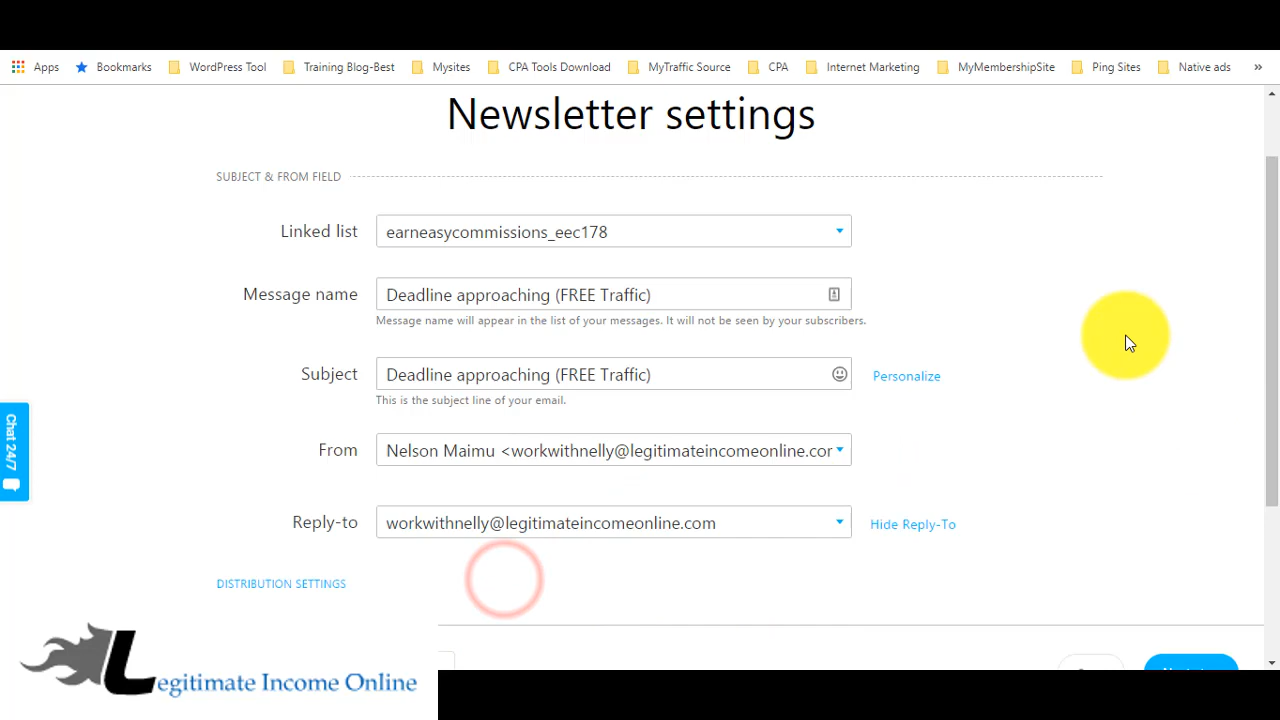 Apps Bookmarks WordPress Tool Training Blog-Best Mysites CPA Tools Download MyTraffic Source CPA Internet Marketing MyMembershipSite Ping Sites Native ads »
Newsletter settings
SUBJECT & FROM FIELD
Linked list earneasycommissions_eec178
Message name Deadline approaching (FREE Traffic)
Message name will appear in the list of your messages. It will not be seen by your subscribers.
Subject Deadline approaching (FREE Traffic) Personalize
This is the subject line of your email.
Chat 24/7
From Nelson Maimu <workwithnelly@legitimateincomeonline.com
Reply-to workwithnelly@legitimateincomeonline.com Hide Reply-To
DISTRIBUTION SETTINGS
Legitimate Income Online